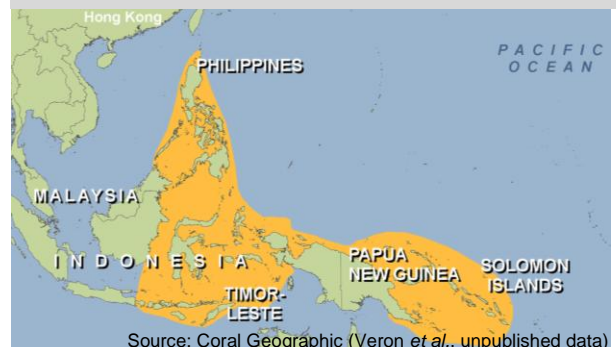 Hong Kong
PACIFIC
OCEAN
PHILIPPINES
MALAYSIA
INDONESIA
PAPUA
NEW GUINEA
SOLOMON
ISLANDS
TIMOR-
LESTE
Source: Coral Geographic (Veron et al., unpublished data)